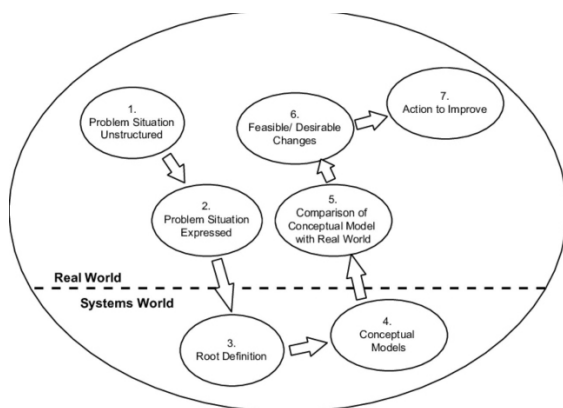 1.
Problem Situation
Unstructured
2.
Problem Situation
Expressed
Real World
Systems World
3.
Root Definition
4.
Conceptual
Models
5.
Comparison of
Conceptual Model
with Real World
6.
Feasible/ Desirable
Changes
7.
Action to Improve